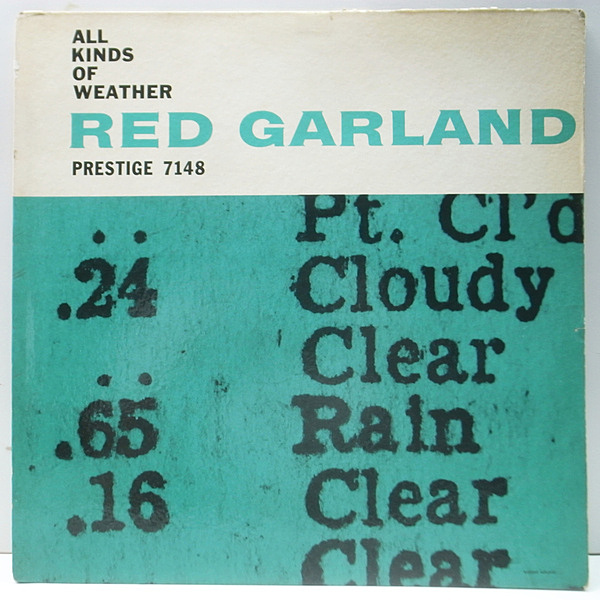 ALL
KINDS
OF
WEATHER
RED GARLAND
PRESTIGE 7148
.. Pt. Cl'd
.24 Cloudy
.. Clear
.65 Rain
.16 Clear
Clear